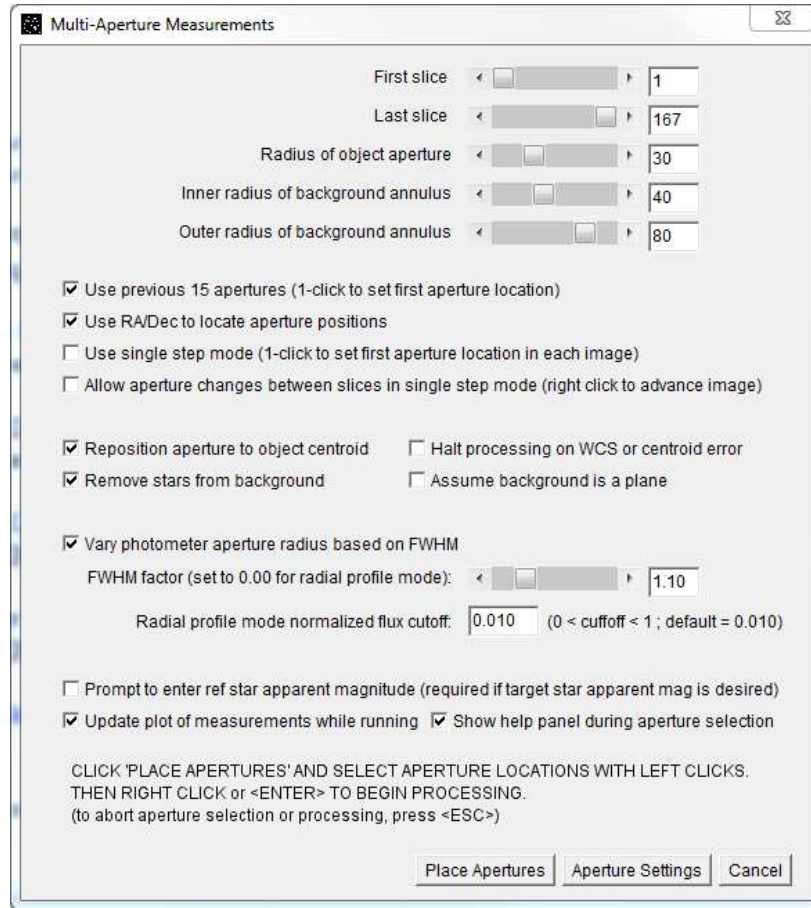 Multi-Aperture Measurements
First slice 1
Last slice 167
Radius of object aperture 30
Inner radius of background annulus 40
Outer radius of background annulus 80
Use previous 15 apertures (1-click to set first aperture location)
Use RA/Dec to locate aperture positions
Use single step mode (1-click to set first aperture location in each image)
Allow aperture changes between slices in single step mode (right click to advance image)
Reposition aperture to object centroid Halt processing on WCS or centroid error
Remove stars from background Assume background is a plane
Vary photometer aperture radius based on FWHM
FWHM factor (set to 0.00 for radial profile mode): 1.10
Radial profile mode normalized flux cutoff: 0.010 (0 < cuffoff < 1 ; default = 0.010)
Prompt to enter ref star apparent magnitude (required if target star apparent mag is desired)
Update plot of measurements while running Show help panel during aperture selection
CLICK 'PLACE APERTURES' AND SELECT APERTURE LOCATIONS WITH LEFT CLICKS.
THEN RIGHT CLICK or <ENTER> TO BEGIN PROCESSING.
(to abort aperture selection or processing, press <ESC>)
Place Apertures Aperture Settings Cancel